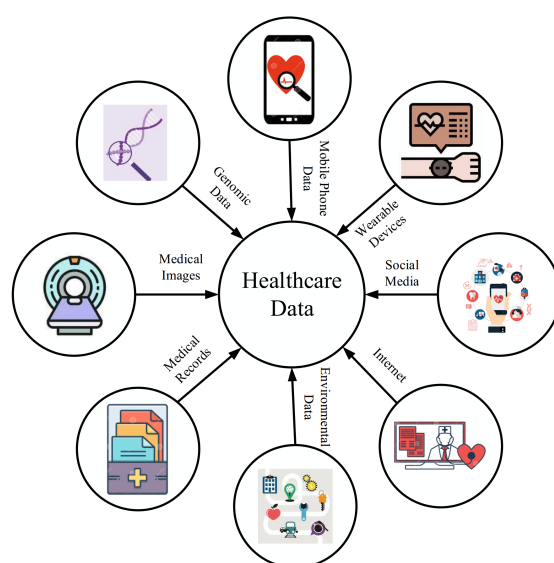 Mobile Phone
Data
Genomic
Data
Wearable
Devices
Medical
Images
Healthcare
Data
Social
Media
Medical
Records
Environmental
Data
Internet